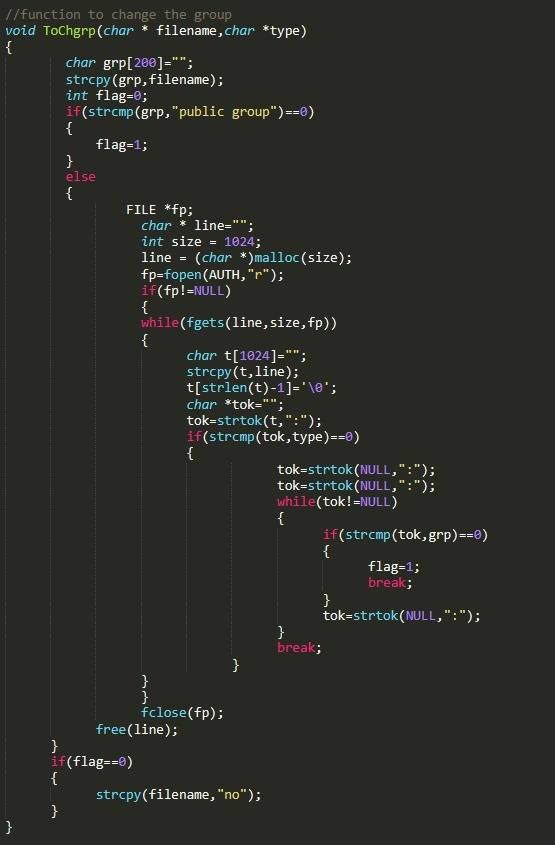 //function to change the group
void ToChgrp(char * filename,char *type)
{
char grp[200]="";
strcpy(grp,filename);
int flag=0;
if(strcmp(grp,"public group")==0)
{
flag=1;
}
else
{
FILE *fp;
char * line="";
int size = 1024;
line = (char *)malloc(size);
fp=fopen(AUTH,"r");
if(fp!=NULL)
{
while(fgets(line,size,fp))
{
char t[1024]="";
strcpy(t,line);
t[strlen(t)-1]='\0';
char *tok="";
tok=strtok(t,":");
if(strcmp(tok,type)==0)
{
tok=strtok(NULL,":");
tok=strtok(NULL,":");
while(tok!=NULL)
{
if(strcmp(tok,grp)==0)
{
flag=1;
break;
}
tok=strtok(NULL,":");
}
break;
}
}
}
fclose(fp);
free(line);
}
if(flag==0)
{
strcpy(filename,"no");
}
}